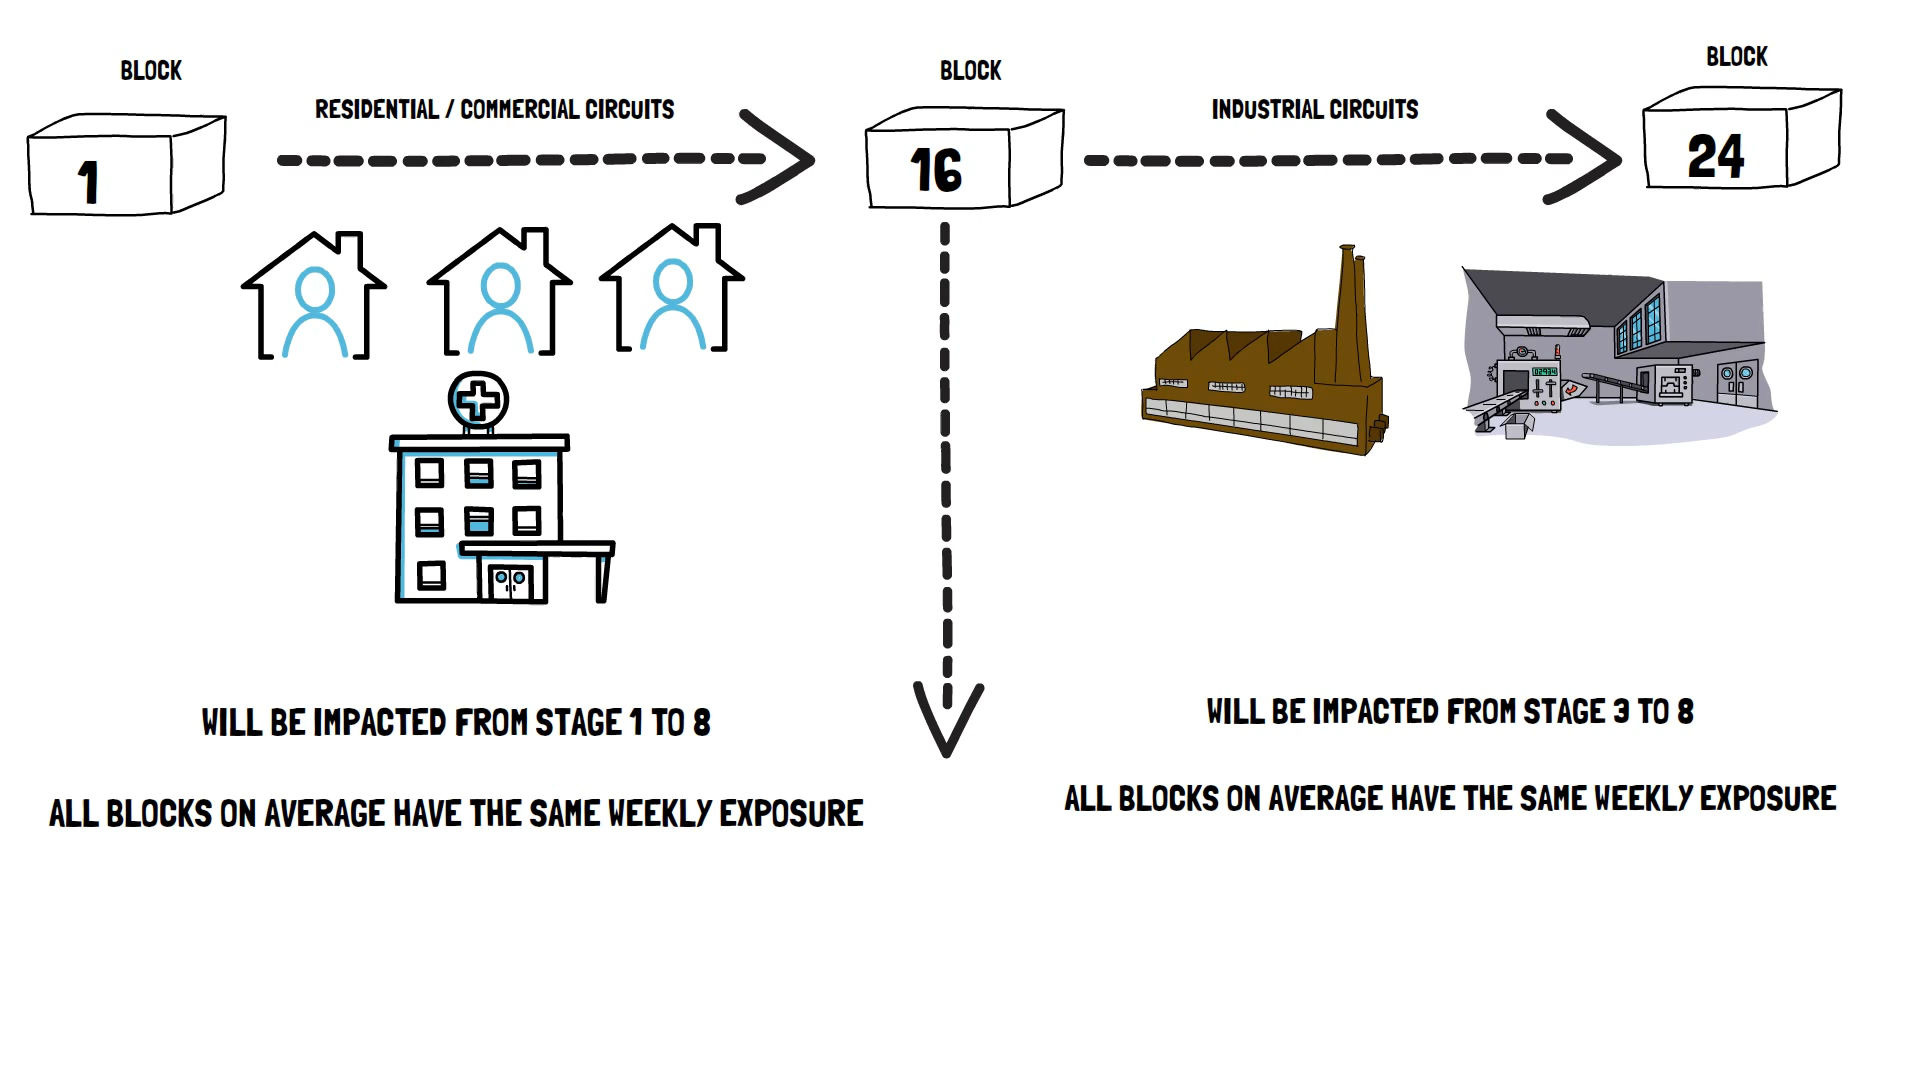 BLOCK
BLOCK
BLOCK
RESIDENTIAL / COMMERCIAL CIRCUITS
INDUSTRIAL CIRCUITS
1
16
24
WILL BE IMPACTED FROM STAGE 1 TO 8
WILL BE IMPACTED FROM STAGE 3 TO 8
ALL BLOCKS ON AVERAGE HAVE THE SAME WEEKLY EXPOSURE
ALL BLOCKS ON AVERAGE HAVE THE SAME WEEKLY EXPOSURE